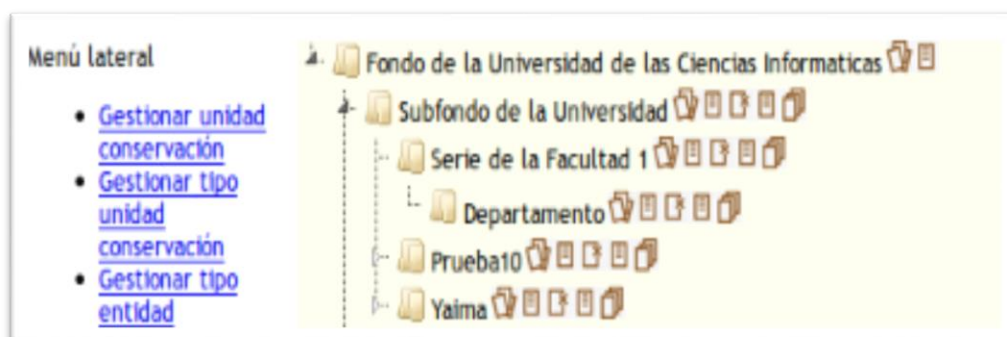 Menú lateral
Gestionar unidad
conservación
Gestionar tipo
unidad
conservación
Gestionar tipo
entidad
Fondo de la Universidad de las Ciencias Informaticas
Subfondo de la Universidad
Serie de la Facultad 1
Departamento
Prueba10
Yaima